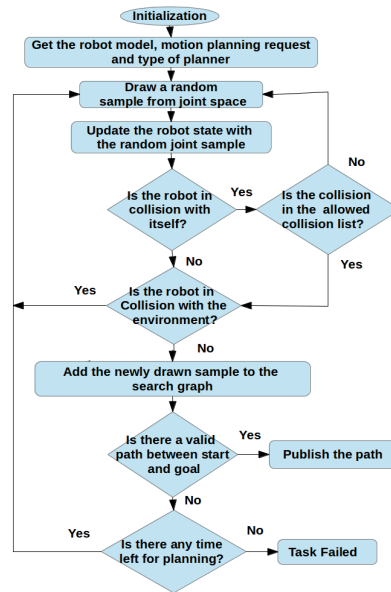 Initialization
Get the robot model, motion planning request
and type of planner
Draw a random
sample from joint space
Update the robot state with
the random joint sample
No
Yes
Is the robot in
collision with
itself?
Is the collision
in the allowed
collision list?
No
Yes
Yes
Is the robot in
Collision with the
environment?
No
Add the newly drawn sample to the
search graph
Is there a valid
path between start
and goal
Yes
Publish the path
No
Yes
Is there any time
left for planning?
No
Task Failed